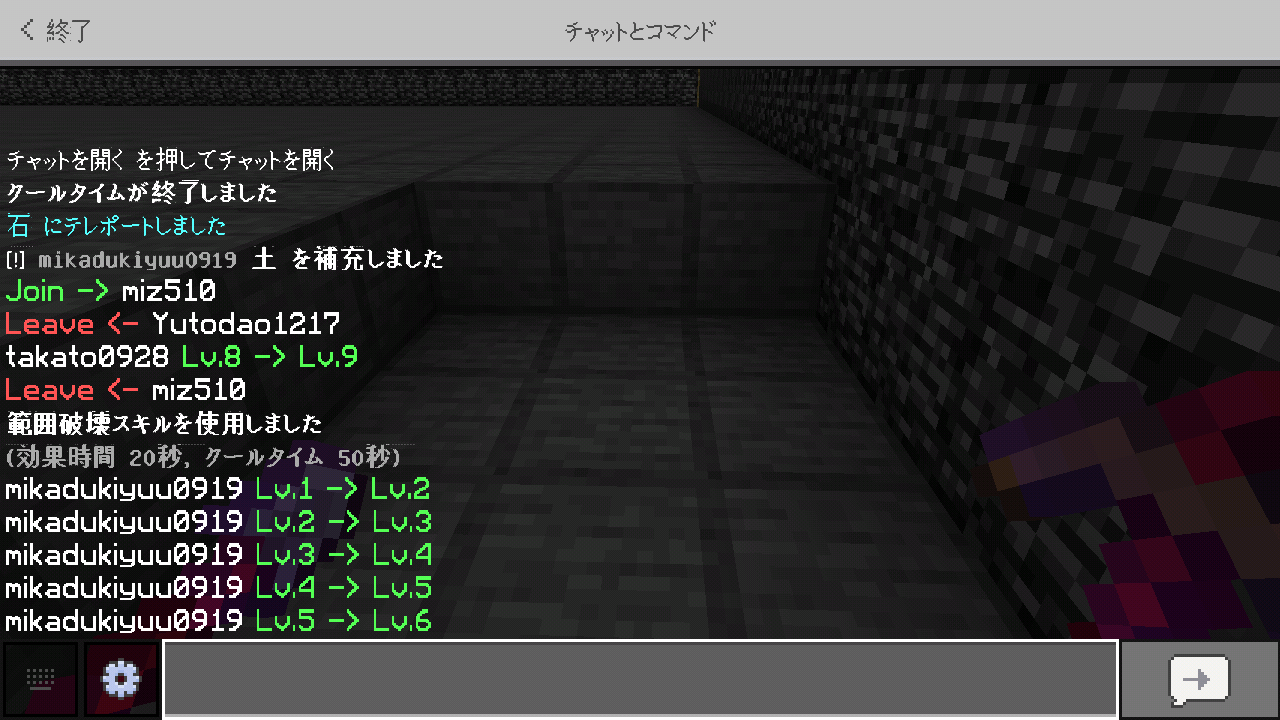 終了
チャットとコマンド
チャットを開く を押してチャットを開く
クールタイムが終了しました
石 にテレポートしました
[!] mikadukiyuu0919 土 を補充しました
Join -> miz510
Leave <- Yutodao1217
takato0928 Lv.8 -> Lv.9
Leave <- miz510
範囲破壊スキルを使用しました
(効果時間 20秒, クールタイム 50秒)
mikadukiyuu0919 Lv.1 -> Lv.2
mikadukiyuu0919 Lv.2 -> Lv.3
mikadukiyuu0919 Lv.3 -> Lv.4
mikadukiyuu0919 Lv.4 -> Lv.5
mikadukiyuu0919 Lv.5 -> Lv.6